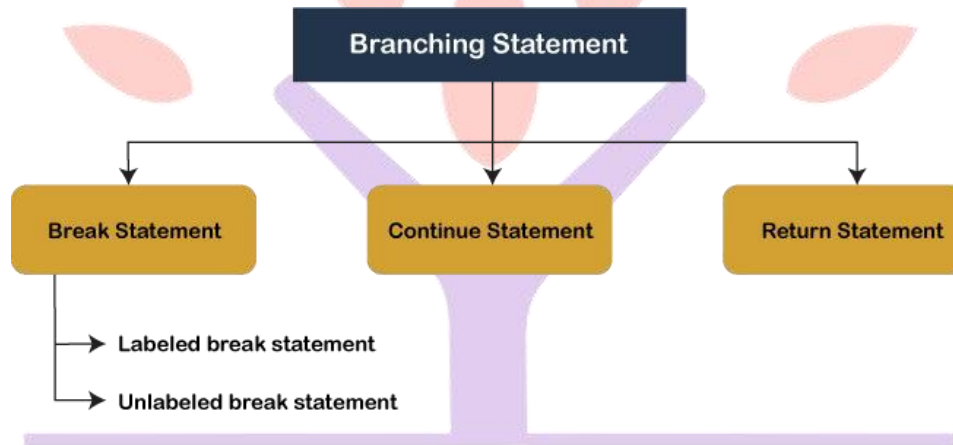 Branching Statement
Break Statement
Continue Statement
Return Statement
Labeled break statement
Unlabeled break statement